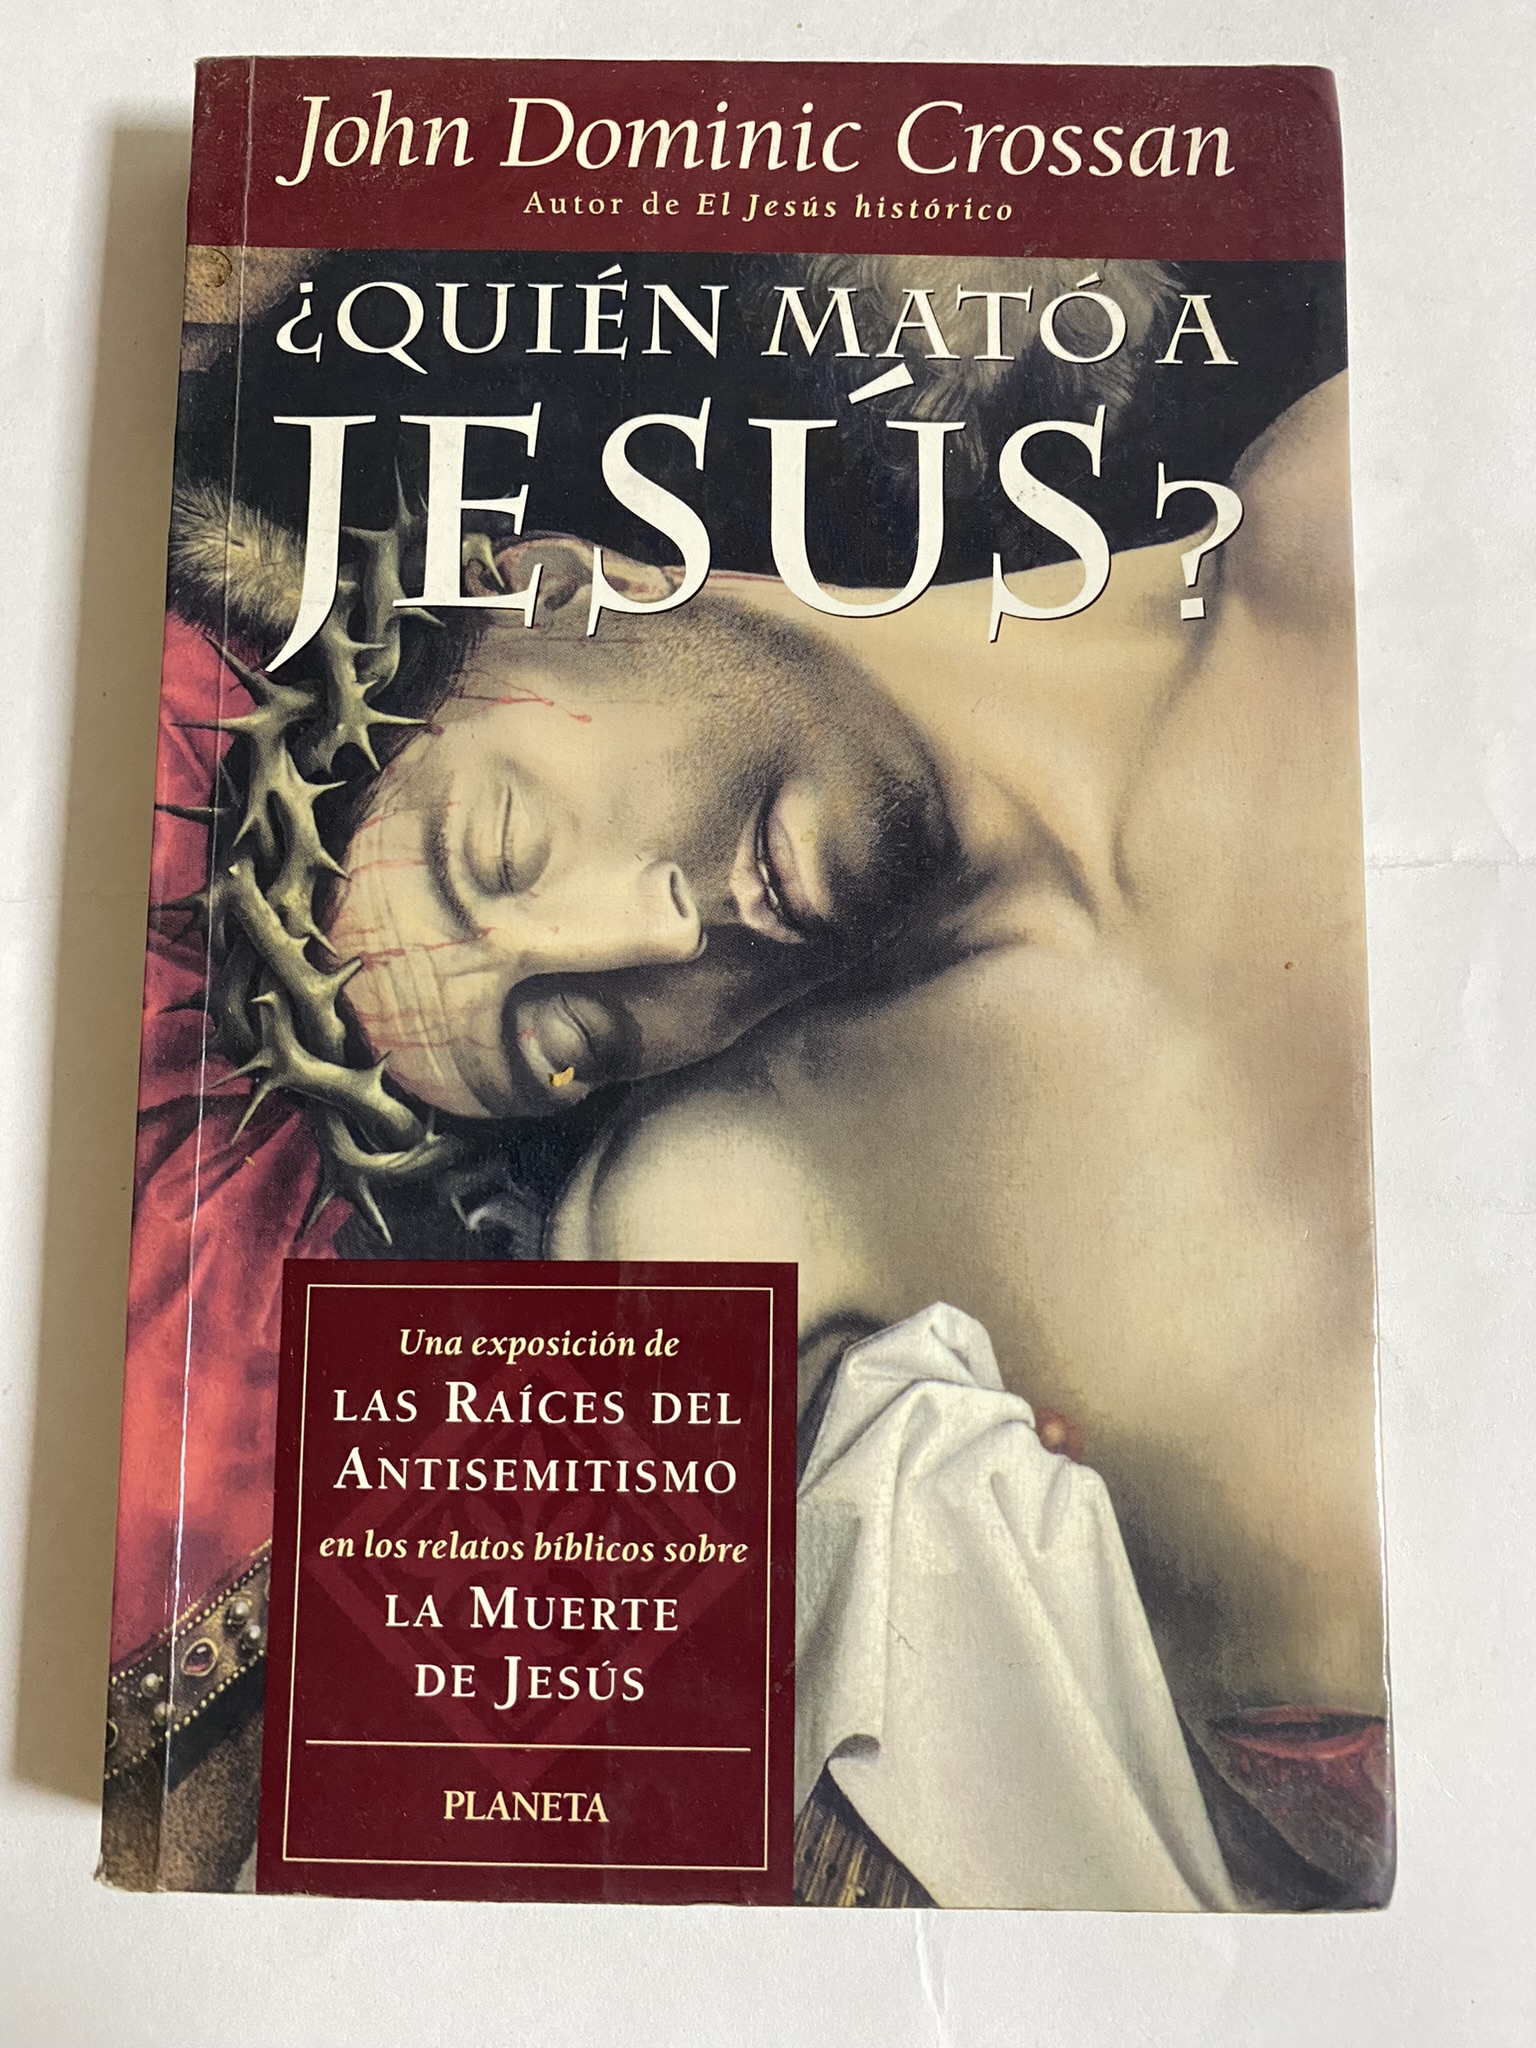 John Dominic Crossan
Autor de El Jesús histórico
¿QUIÉN MATÓ A
JESÚS?
Una exposición de
LAS RAÍCES DEL
ANTISEMITISMO
en los relatos bíblicos sobre
LA MUERTE
DE JESÚS
PLANETA